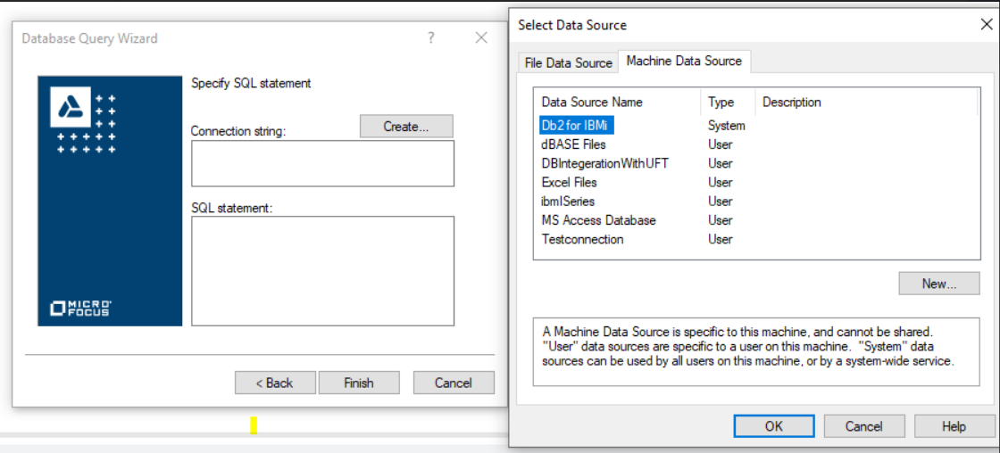 Database Query Wizard
?
Specify SQL statement
Connection string:
Create...
SQL statement:
MICRO
FOCUS
< Back
Finish
Cancel
Select Data Source
File Data Source
Machine Data Source
Data Source Name Type Description
Db2 for IBMi System
dBASE Files User
DBIntegerationWithUFT User
Excel Files User
ibmISeries User
MS Access Database User
Testconnection User
New...
A Machine Data Source is specific to this machine, and cannot be shared.
"User" data sources are specific to a user on this machine. "System" data
sources can be used by all users on this machine, or by a system-wide service.
OK
Cancel
Help